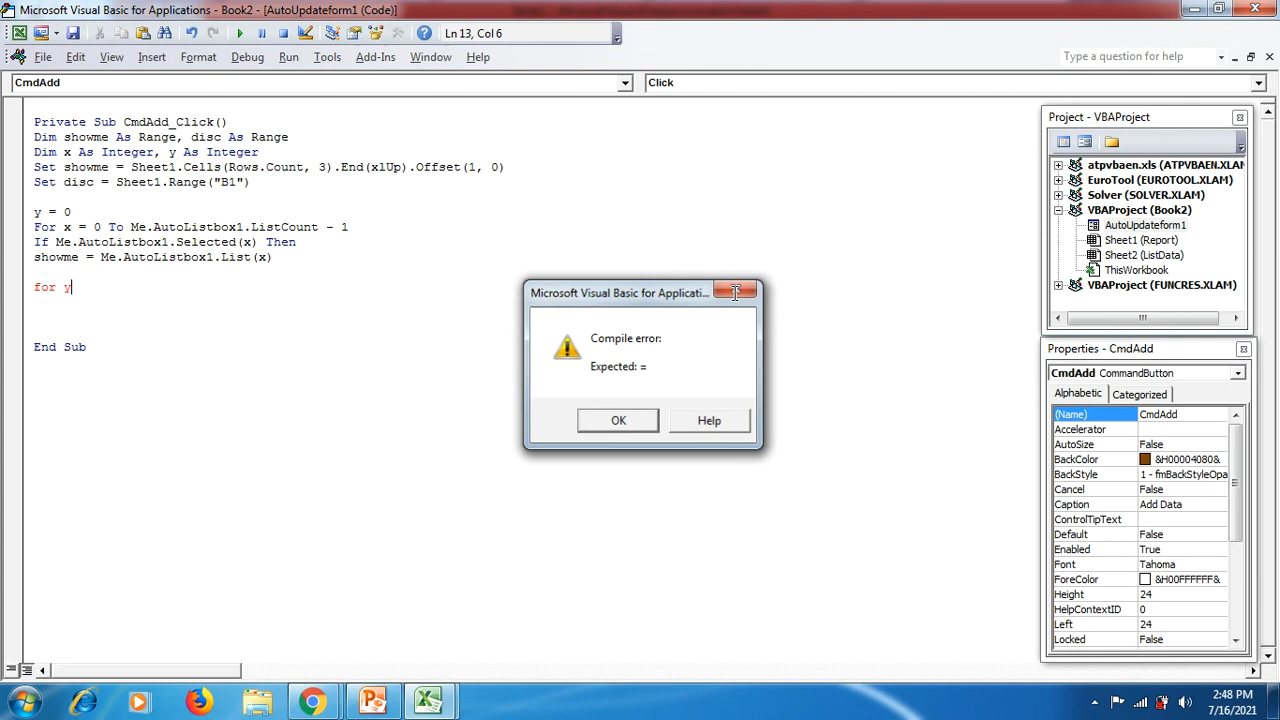 Microsoft Visual Basic for Applications - Book2 - [AutoUpdateform1 (Code)]
Ln 13, Col 6
File Edit View Insert Format Debug Run Tools Add-Ins Window Help
Type a question for help
CmdAdd
Click
Private Sub CmdAdd_Click()
Dim showme As Range, disc As Range
Dim x As Integer, y As Integer
Set showme = Sheet1.Cells(Rows.Count, 3).End(xlUp).Offset(1, 0)
Set disc = Sheet1.Range("B1")
y = 0
For x = 0 To Me.AutoListbox1.ListCount - 1
If Me.AutoListbox1.Selected(x) Then
showme = Me.AutoListbox1.List(x)
for y
End Sub
Microsoft Visual Basic for Applicati...
Compile error:
Expected: =
OK
Help
Project - VBAProject
atpvbaen.xls (ATPVBAEN.XLAM
EuroTool (EUROTOOL.XLAM)
Solver (SOLVER.XLAM)
VBAProject (Book2)
AutoUpdateform1
Sheet1 (Report)
Sheet2 (ListData)
ThisWorkbook
VBAProject (FUNCRES.XLAM)
Properties - CmdAdd
CmdAdd CommandButton
Alphabetic Categorized
(Name) CmdAdd
Accelerator
AutoSize False
BackColor &H00004080&
BackStyle 1 - fmBackStyleOpa
Cancel False
Caption Add Data
ControlTipText
Default False
Enabled True
Font Tahoma
ForeColor &H00FFFFFF&
Height 24
HelpContextID 0
Left 24
Locked False
2:48 PM
7/16/2021